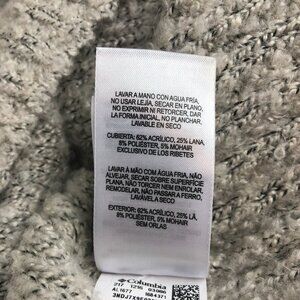 LAVAR A MANO CON AGUA FRÍA,
NO USAR LEJÍA, SECAR EN PLANO,
NO EXPRIMIR NI RETORCER, DAR
LA FORMA INICIAL, NO PLANCHAR,
LAVABLE EN SECO
CUBIERTA: 62% ACRÍLICO, 25% LANA,
8% POLIÉSTER, 5% MOHAIR
EXCLUSIVO DE LOS RIBETES
LAVAR À MÃO COM ÁGUA FRIA, NÃO
ALVEJAR, SECAR SOBRE SUPERFÍCIE
PLANA, NÃO TORCER NEM ENROLAR,
REMODELAR, NÃO PASSAR A FERRO,
LAVÁVEL A SECO
EXTERIOR: 62% ACRÍLICO, 25% LÃ,
8% POLIÉSTER, 5% MOHAIR
SEM ORLAS
Columbia
AL1677